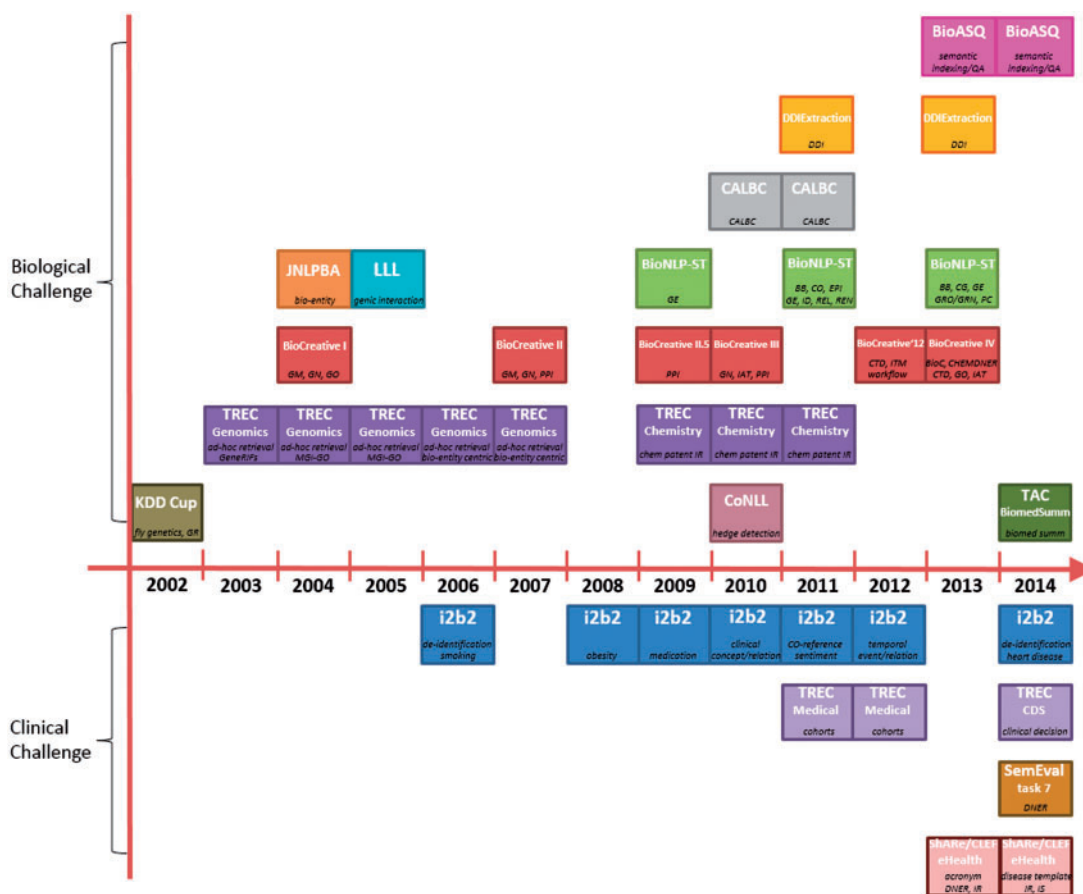 BioASQ
semantic
indexing/QA
BioASQ
semantic
indexing/QA
DDIExtraction
DDI
DDIExtraction
DDI
CALBC
CALBC
CALBC
CALBC
Biological
Challenge
JNLPBA
bio-entity
LLL
genic interaction
BioNLP-ST
GE
BioNLP-ST
BB, CO, EPI
GE, ID, REL, REN
BioNLP-ST
BB, CG, GE
GRO/GRN, PC
BioCreative I
GM, GN, GO
BioCreative II
GM, GN, PPI
BioCreative II.5
PPI
BioCreative III
GN, IAT, PPI
BioCreative'12
CTD, ITM
workflow
BioCreative IV
BioC, CHEMDNER
CTD, GO, IAT
TREC
Genomics
ad-hoc retrieval
GeneRIFs
TREC
Genomics
ad-hoc retrieval
MGI-GO
TREC
Genomics
ad-hoc retrieval
MGI-GO
TREC
Genomics
ad-hoc retrieval
bio-entity centric
TREC
Genomics
ad-hoc retrieval
bio-entity centric
TREC
Chemistry
chem patent IR
TREC
Chemistry
chem patent IR
TREC
Chemistry
chem patent IR
KDD Cup
fly genetics, GR
CoNLL
hedge detection
TAC
BiomedSumm
biomed summ
2002 2003 2004 2005 2006 2007 2008 2009 2010 2011 2012 2013 2014
i2b2
de-identification
smoking
i2b2
obesity
i2b2
medication
i2b2
clinical
concept/relation
i2b2
CO-reference
sentiment
i2b2
temporal
event/relation
i2b2
de-identification
heart disease
Clinical
Challenge
TREC
Medical
cohorts
TREC
Medical
cohorts
TREC
CDS
clinical decision
SemEval
task 7
DNER
ShARe/CLEF
eHealth
acronym
DNER, IR
ShARe/CLEF
eHealth
disease template
IR, IS